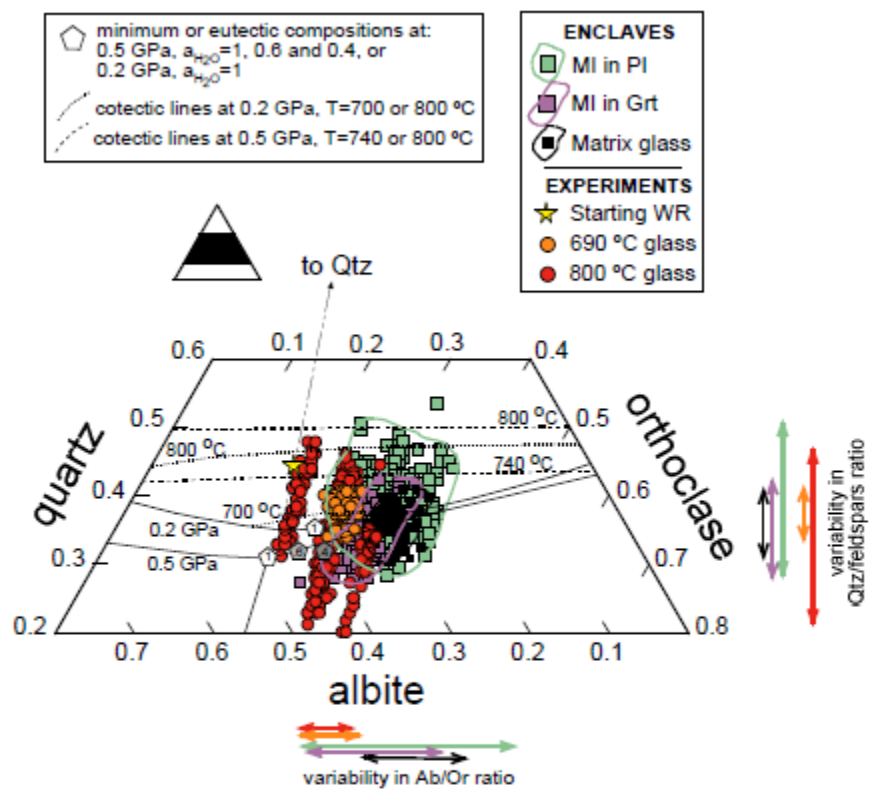 minimum or eutectic compositions at:
0.5 GPa, aH2O=1, 0.6 and 0.4, or
0.2 GPa, aH2O=1
cotectic lines at 0.2 GPa, T=700 or 800 ºC
cotectic lines at 0.5 GPa, T=740 or 800 ºC
ENCLAVES
MI in Pl
MI in Grt
Matrix glass
EXPERIMENTS
Starting WR
690 ºC glass
800 ºC glass
to Qtz
0.6 0.1 0.2 0.3 0.4
0.5 800 ºC 0.5
800 ºC 740 ºC
quartz
orthoclase
0.4 700 ºC 1 0.6
0.2 GPa
0.3 0.5 GPa 1 .6 .4 0.7
0.2 0.8
0.7 0.6 0.5 0.4 0.3 0.2 0.1
albite
variability in Ab/Or ratio
variability in
Qtz/feldspars ratio